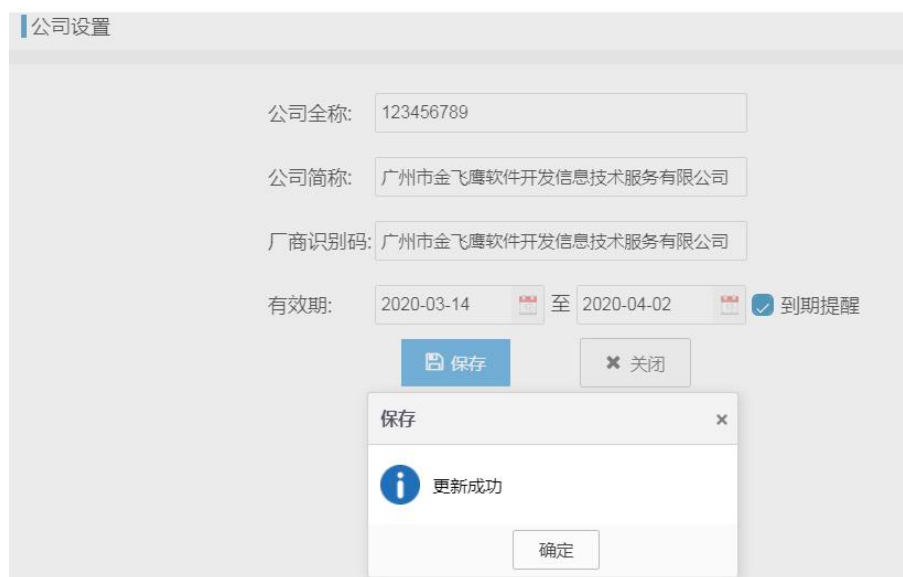 公司设置
公司全称: 123456789
公司简称: 广州市金飞鹰软件开发信息技术服务有限公司
厂商识别码: 广州市金飞鹰软件开发信息技术服务有限公司
有效期: 2020-03-14 至 2020-04-02 到期提醒
保存 关闭
保存 ×
更新成功
确定